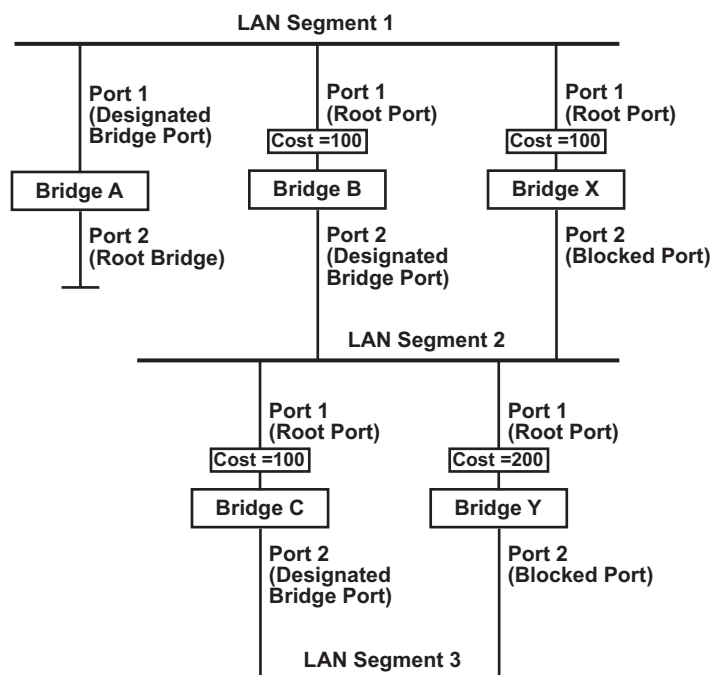 LAN Segment 1
Port 1
(Designated
Bridge Port)
Port 1
(Root Port)
Cost =100
Port 1
(Root Port)
Cost =100
Bridge A
Bridge B
Bridge X
Port 2
(Root Bridge)
Port 2
(Designated
Bridge Port)
Port 2
(Blocked Port)
LAN Segment 2
Port 1
(Root Port)
Cost =100
Port 1
(Root Port)
Cost =200
Bridge C
Bridge Y
Port 2
(Designated
Bridge Port)
Port 2
(Blocked Port)
LAN Segment 3